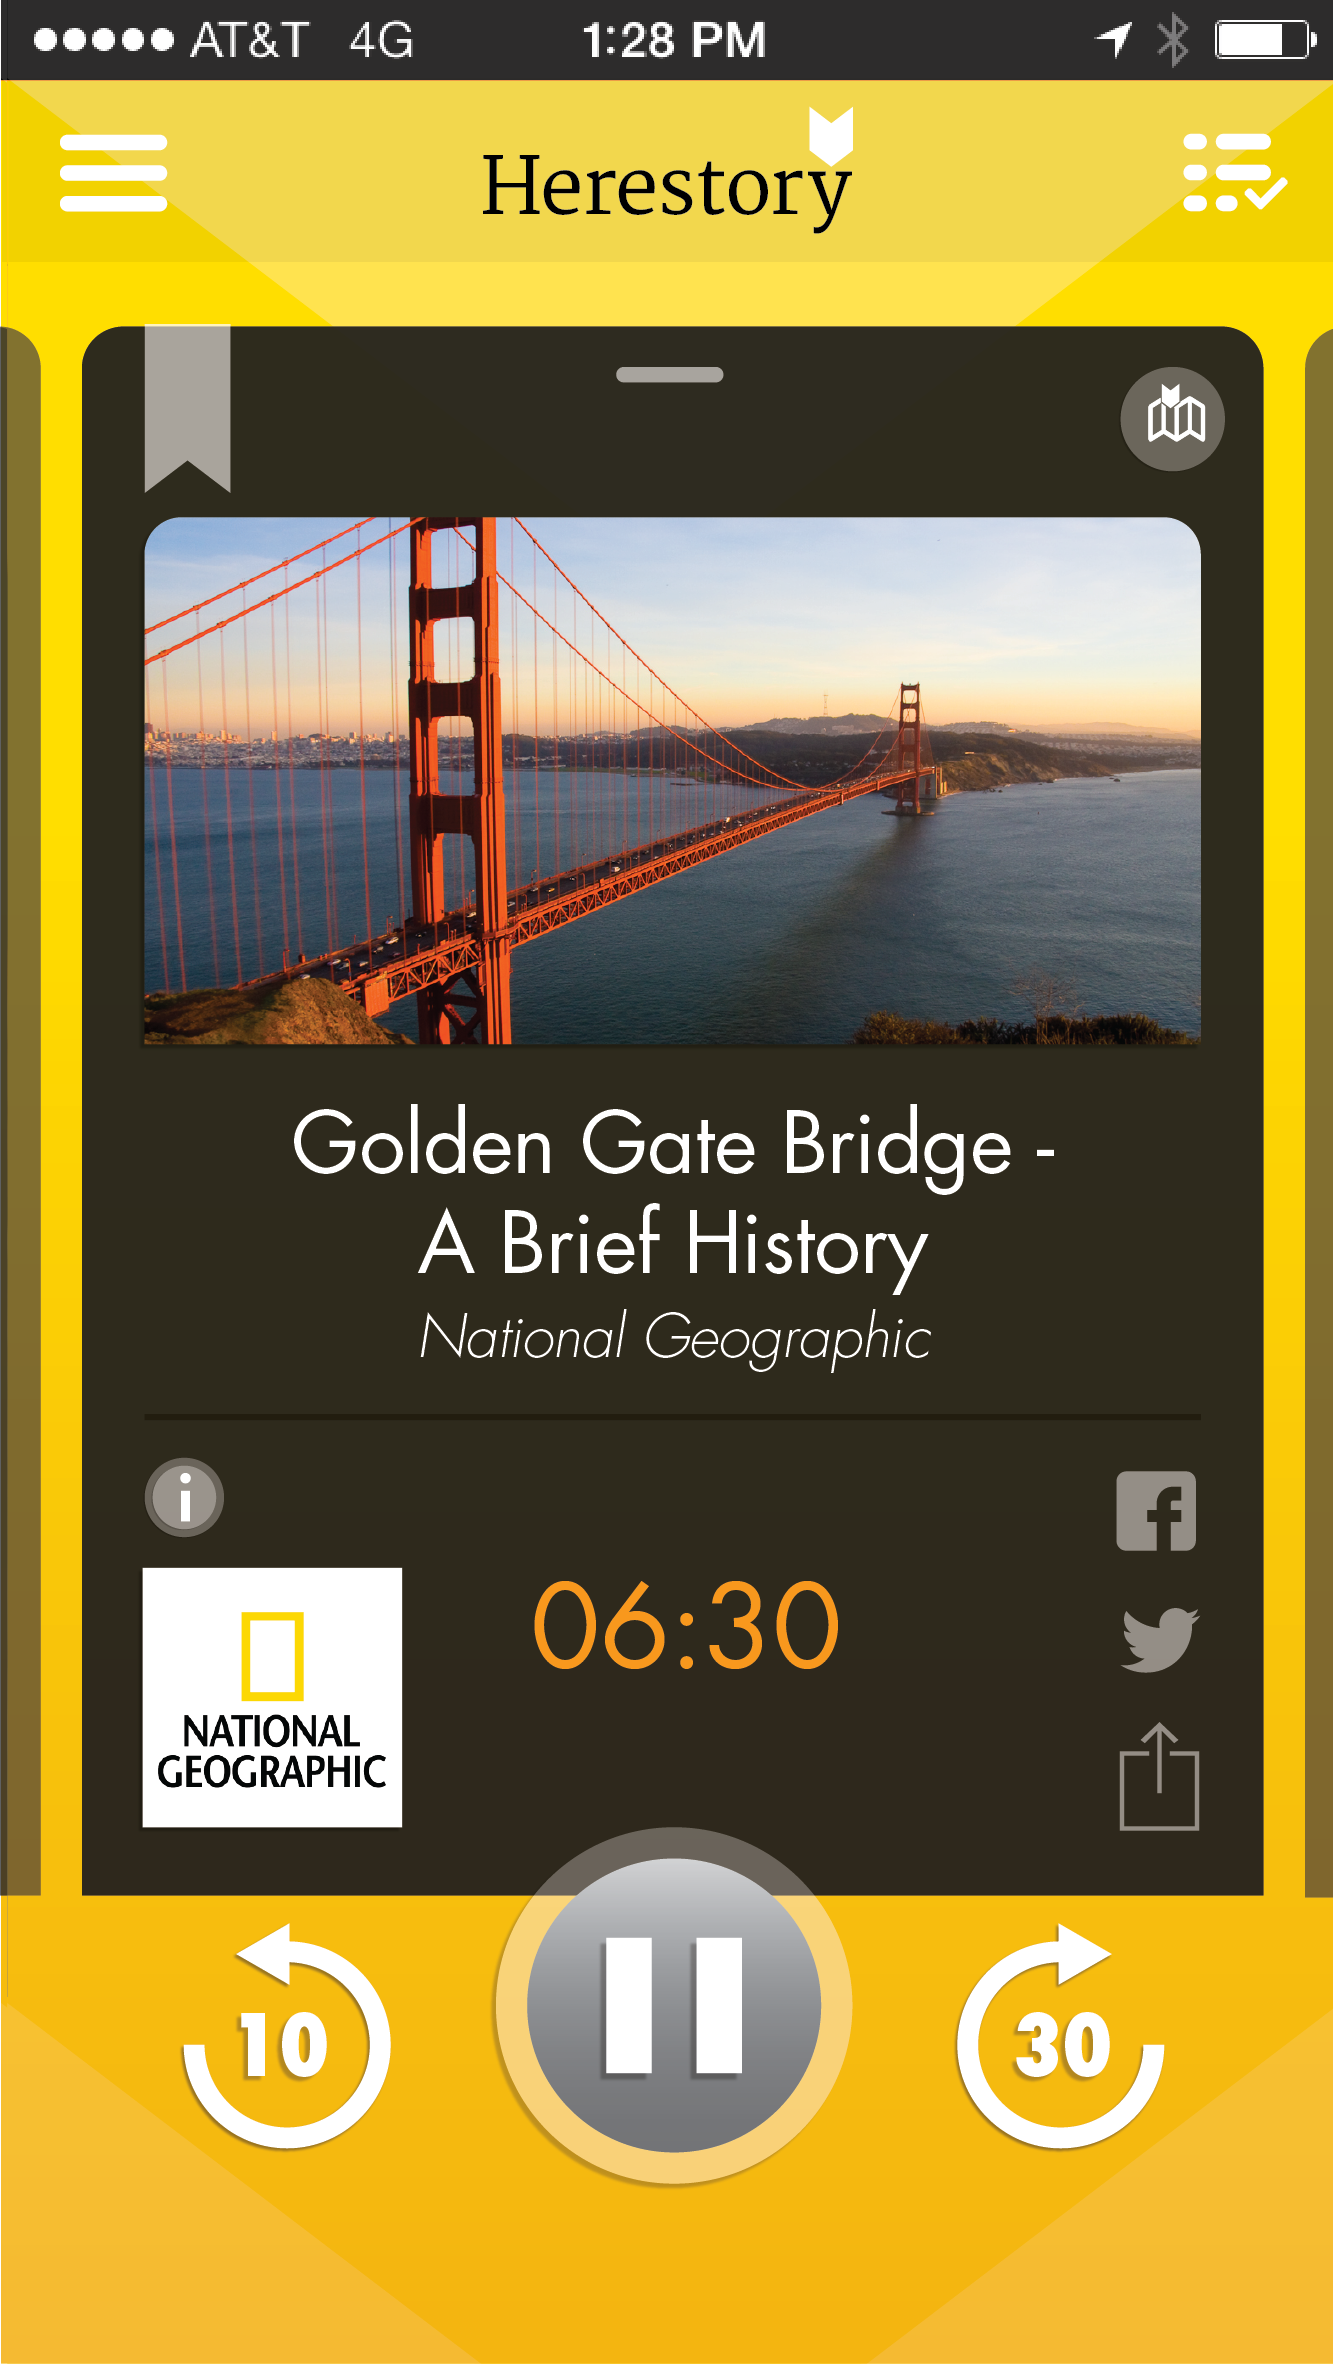 AT&T 4G 1:28 PM
Herestory
Golden Gate Bridge -
A Brief History
National Geographic
06:30
NATIONAL
GEOGRAPHIC
10
30